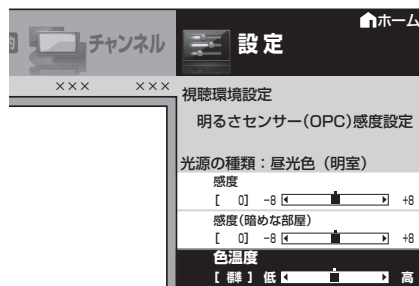 チャンネル
設定
ホーム
×××　×××
視聴環境設定
明るさセンサー(OPC)感度設定
光源の種類：昼光色（明室）
感度
[ 0] -8 +8
感度(暗めな部屋)
[ 0] -8 +8
色温度
[ 標準 ] 低 高